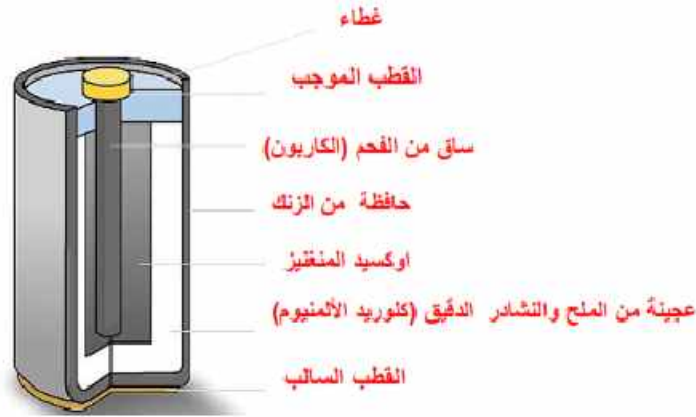 غطاء
القطب الموجب
ساق من الفحم (الكاربون)
حافظة من الزنك
اوكسيد المنغنيز
عجينة من الملح والنشادر الدقيق (كلوريد الألمنيوم)
القطب السالب